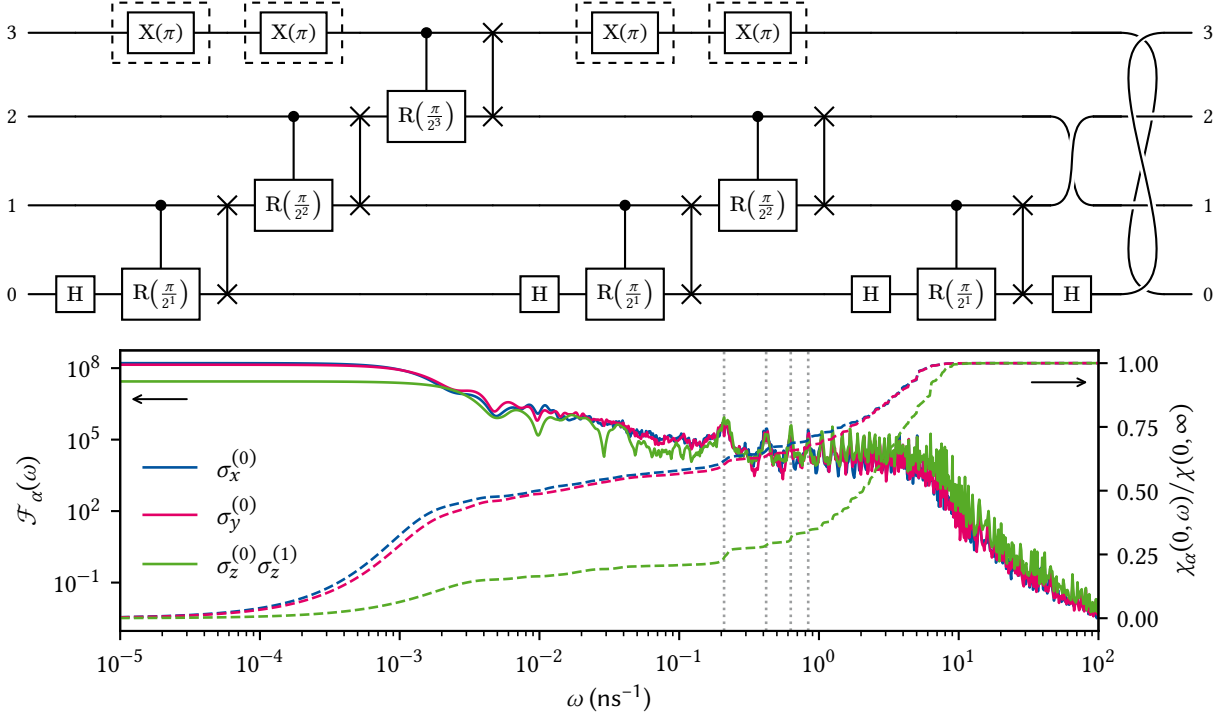 3 X(π) X(π) X(π) X(π) 3
2 R(π/2³) 2
1 R(π/2²) R(π/2²) 1
0 H R(π/2¹) H R(π/2¹) H R(π/2¹) H 0
10⁸ 1.00
10⁵ 0.75
10² 0.50
10⁻¹ 0.25
0.00
ℱα(ω)
σx⁽⁰⁾
σy⁽⁰⁾
σz⁽⁰⁾σz⁽¹⁾
χα(0, ω)/χ(0, ∞)
10⁻⁵ 10⁻⁴ 10⁻³ 10⁻² 10⁻¹ 10⁰ 10¹ 10²
ω (ns⁻¹)